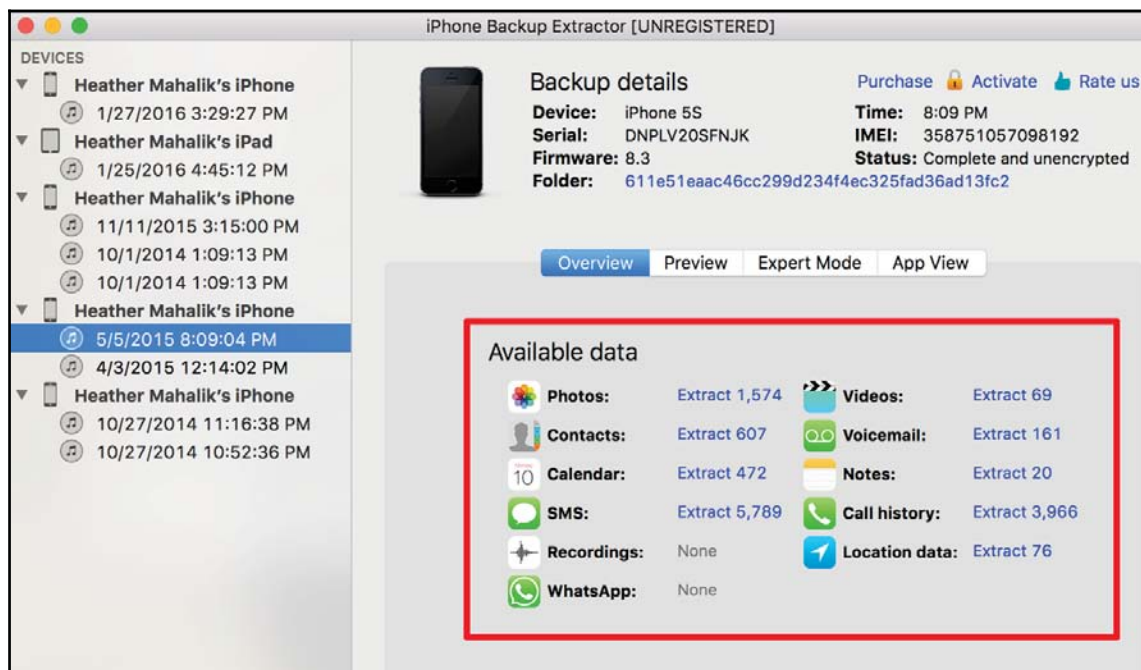 iPhone Backup Extractor [UNREGISTERED]
DEVICES
Heather Mahalik's iPhone
1/27/2016 3:29:27 PM
Heather Mahalik's iPad
1/25/2016 4:45:12 PM
Heather Mahalik's iPhone
11/11/2015 3:15:00 PM
10/1/2014 1:09:13 PM
10/1/2014 1:09:13 PM
Heather Mahalik's iPhone
5/5/2015 8:09:04 PM
4/3/2015 12:14:02 PM
Heather Mahalik's iPhone
10/27/2014 11:16:38 PM
10/27/2014 10:52:36 PM
Backup details
Purchase Activate Rate us
Device: iPhone 5S Time: 8:09 PM
Serial: DNPLV20SFNJK IMEI: 358751057098192
Firmware: 8.3 Status: Complete and unencrypted
Folder: 611e51eaac46cc299d234f4ec325fad36ad13fc2
Overview Preview Expert Mode App View
Available data
Photos: Extract 1,574 Videos: Extract 69
Contacts: Extract 607 Voicemail: Extract 161
10 Calendar: Extract 472 Notes: Extract 20
SMS: Extract 5,789 Call history: Extract 3,966
Recordings: None Location data: Extract 76
WhatsApp: None